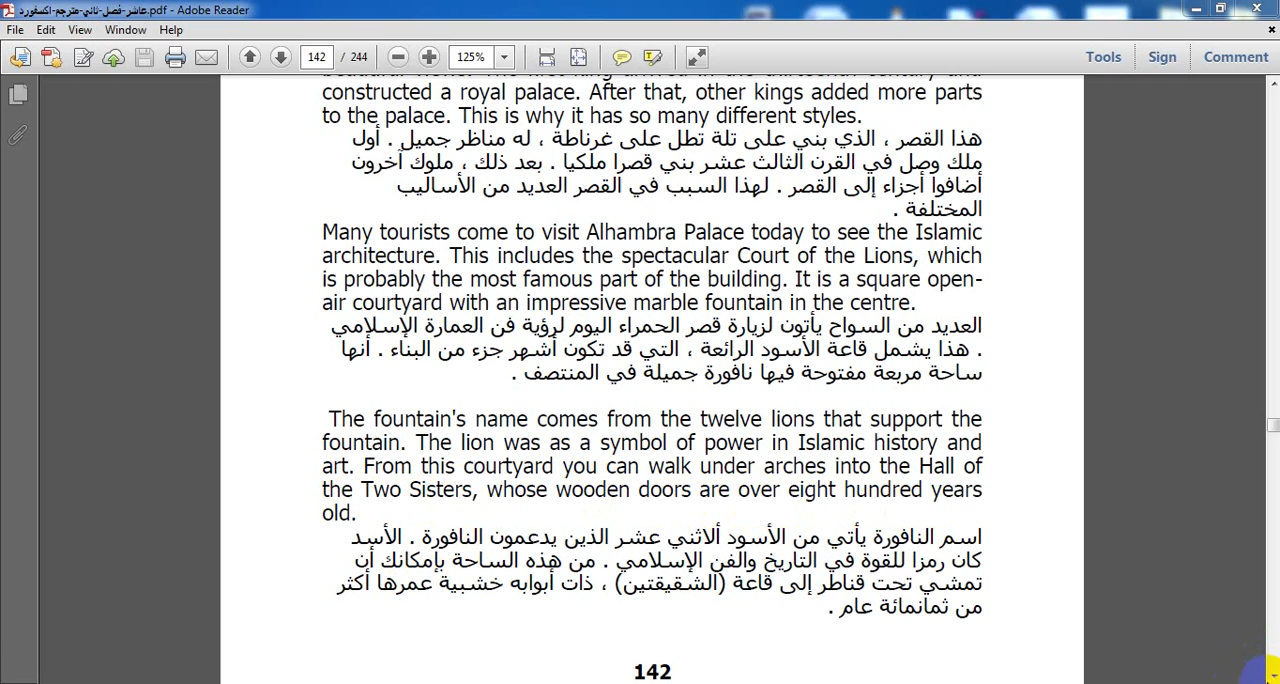 عاشر-فصل-ثاني-مترجم-اكسفورد.pdf - Adobe Reader
File Edit View Window Help
142 / 244 125% Tools Sign Comment
constructed a royal palace. After that, other kings added more parts
to the palace. This is why it has so many different styles.
هذا القصر ، الذي بني على تلة تطل على غرناطة ، له مناظر جميل . أول
ملك وصل في القرن الثالث عشر بني قصرا ملكيا . بعد ذلك ، ملوك آخرون
أضافوا أجزاء إلى القصر . لهذا السبب في القصر العديد من الأساليب
المختلفة .
Many tourists come to visit Alhambra Palace today to see the Islamic
architecture. This includes the spectacular Court of the Lions, which
is probably the most famous part of the building. It is a square open-
air courtyard with an impressive marble fountain in the centre.
العديد من السواح يأتون لزيارة قصر الحمراء اليوم لرؤية فن العمارة الإسلامي
. هذا يشمل قاعة الأسود الرائعة ، التي قد تكون أشهر جزء من البناء . أنها
ساحة مربعة مفتوحة فيها نافورة جميلة في المنتصف .
The fountain's name comes from the twelve lions that support the
fountain. The lion was as a symbol of power in Islamic history and
art. From this courtyard you can walk under arches into the Hall of
the Two Sisters, whose wooden doors are over eight hundred years
old.
اسم النافورة يأتي من الأسود ألاثني عشر الذين يدعمون النافورة . الأسد
كان رمزا للقوة في التاريخ والفن الإسلامي . من هذه الساحة بإمكانك أن
تمشي تحت قناطر إلى قاعة (الشقيقتين) ، ذات أبوابه خشبية عمرها أكثر
من ثمانمائة عام .
142